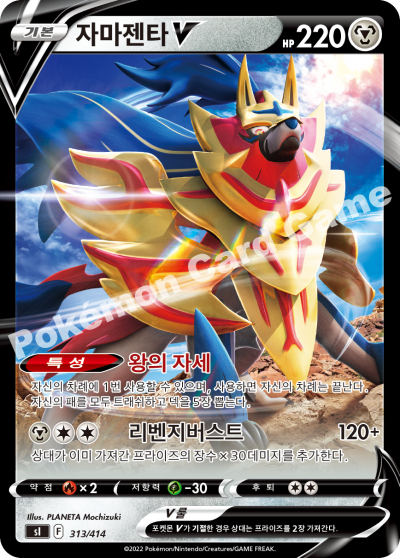 기본 자마젠타V HP 220
Pokémon Card Game
특성 왕의 자세
자신의 차례에 1번 사용할 수 있으며, 사용하면 자신의 차례는 끝난다.
자신의 패를 모두 트래쉬하고 덱을 5장 뽑는다.
리벤저버스트 120+
상대가 이미 가져간 프라이즈의 장수×30데미지를 추가한다.
약점 ×2 저항력 -30 후퇴
Illus. PLANETA Mochizuki
sI F 313/414
V룰
포켓몬V가 기절한 경우 상대는 프라이즈를 2장 가져간다.
©2022 Pokémon/Nintendo/Creatures/GAME FREAK.